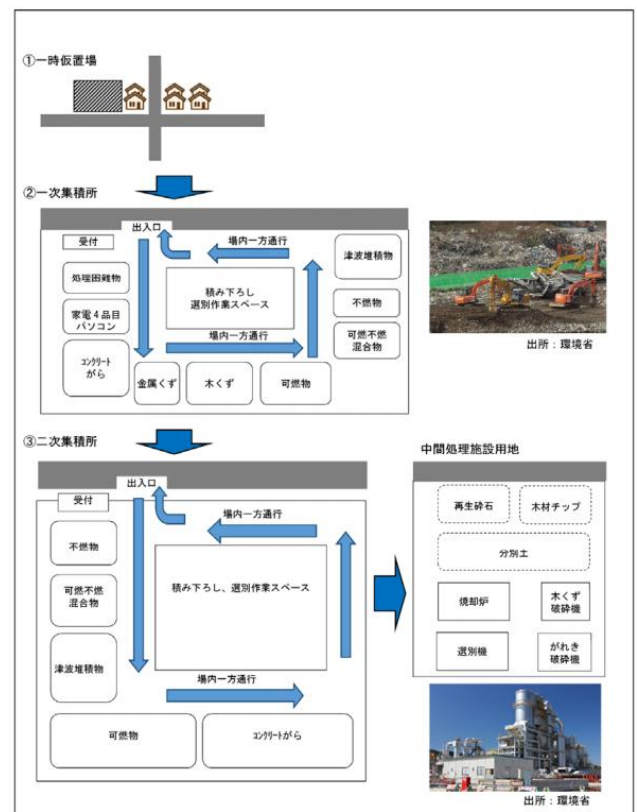 ①一時仮置場
②一次集積所
出入口
受付
場内一方通行
津波堆積物
処理困難物
積み下ろし
選別作業スペース
不燃物
家電4品目
パソコン
場内一方通行
可燃不燃
混合物
コンクリート
がら
金属くず
木くず
可燃物
出所:環境省
③二次集積所
出入口
受付
場内一方通行
不燃物
積み下ろし、選別作業スペース
可燃不燃
混合物
津波堆積物
場内一方通行
可燃物
コンクリートがら
中間処理施設用地
再生砕石
木材チップ
分別土
焼却炉
木くず
破砕機
選別機
がれき
破砕機
出所:環境省